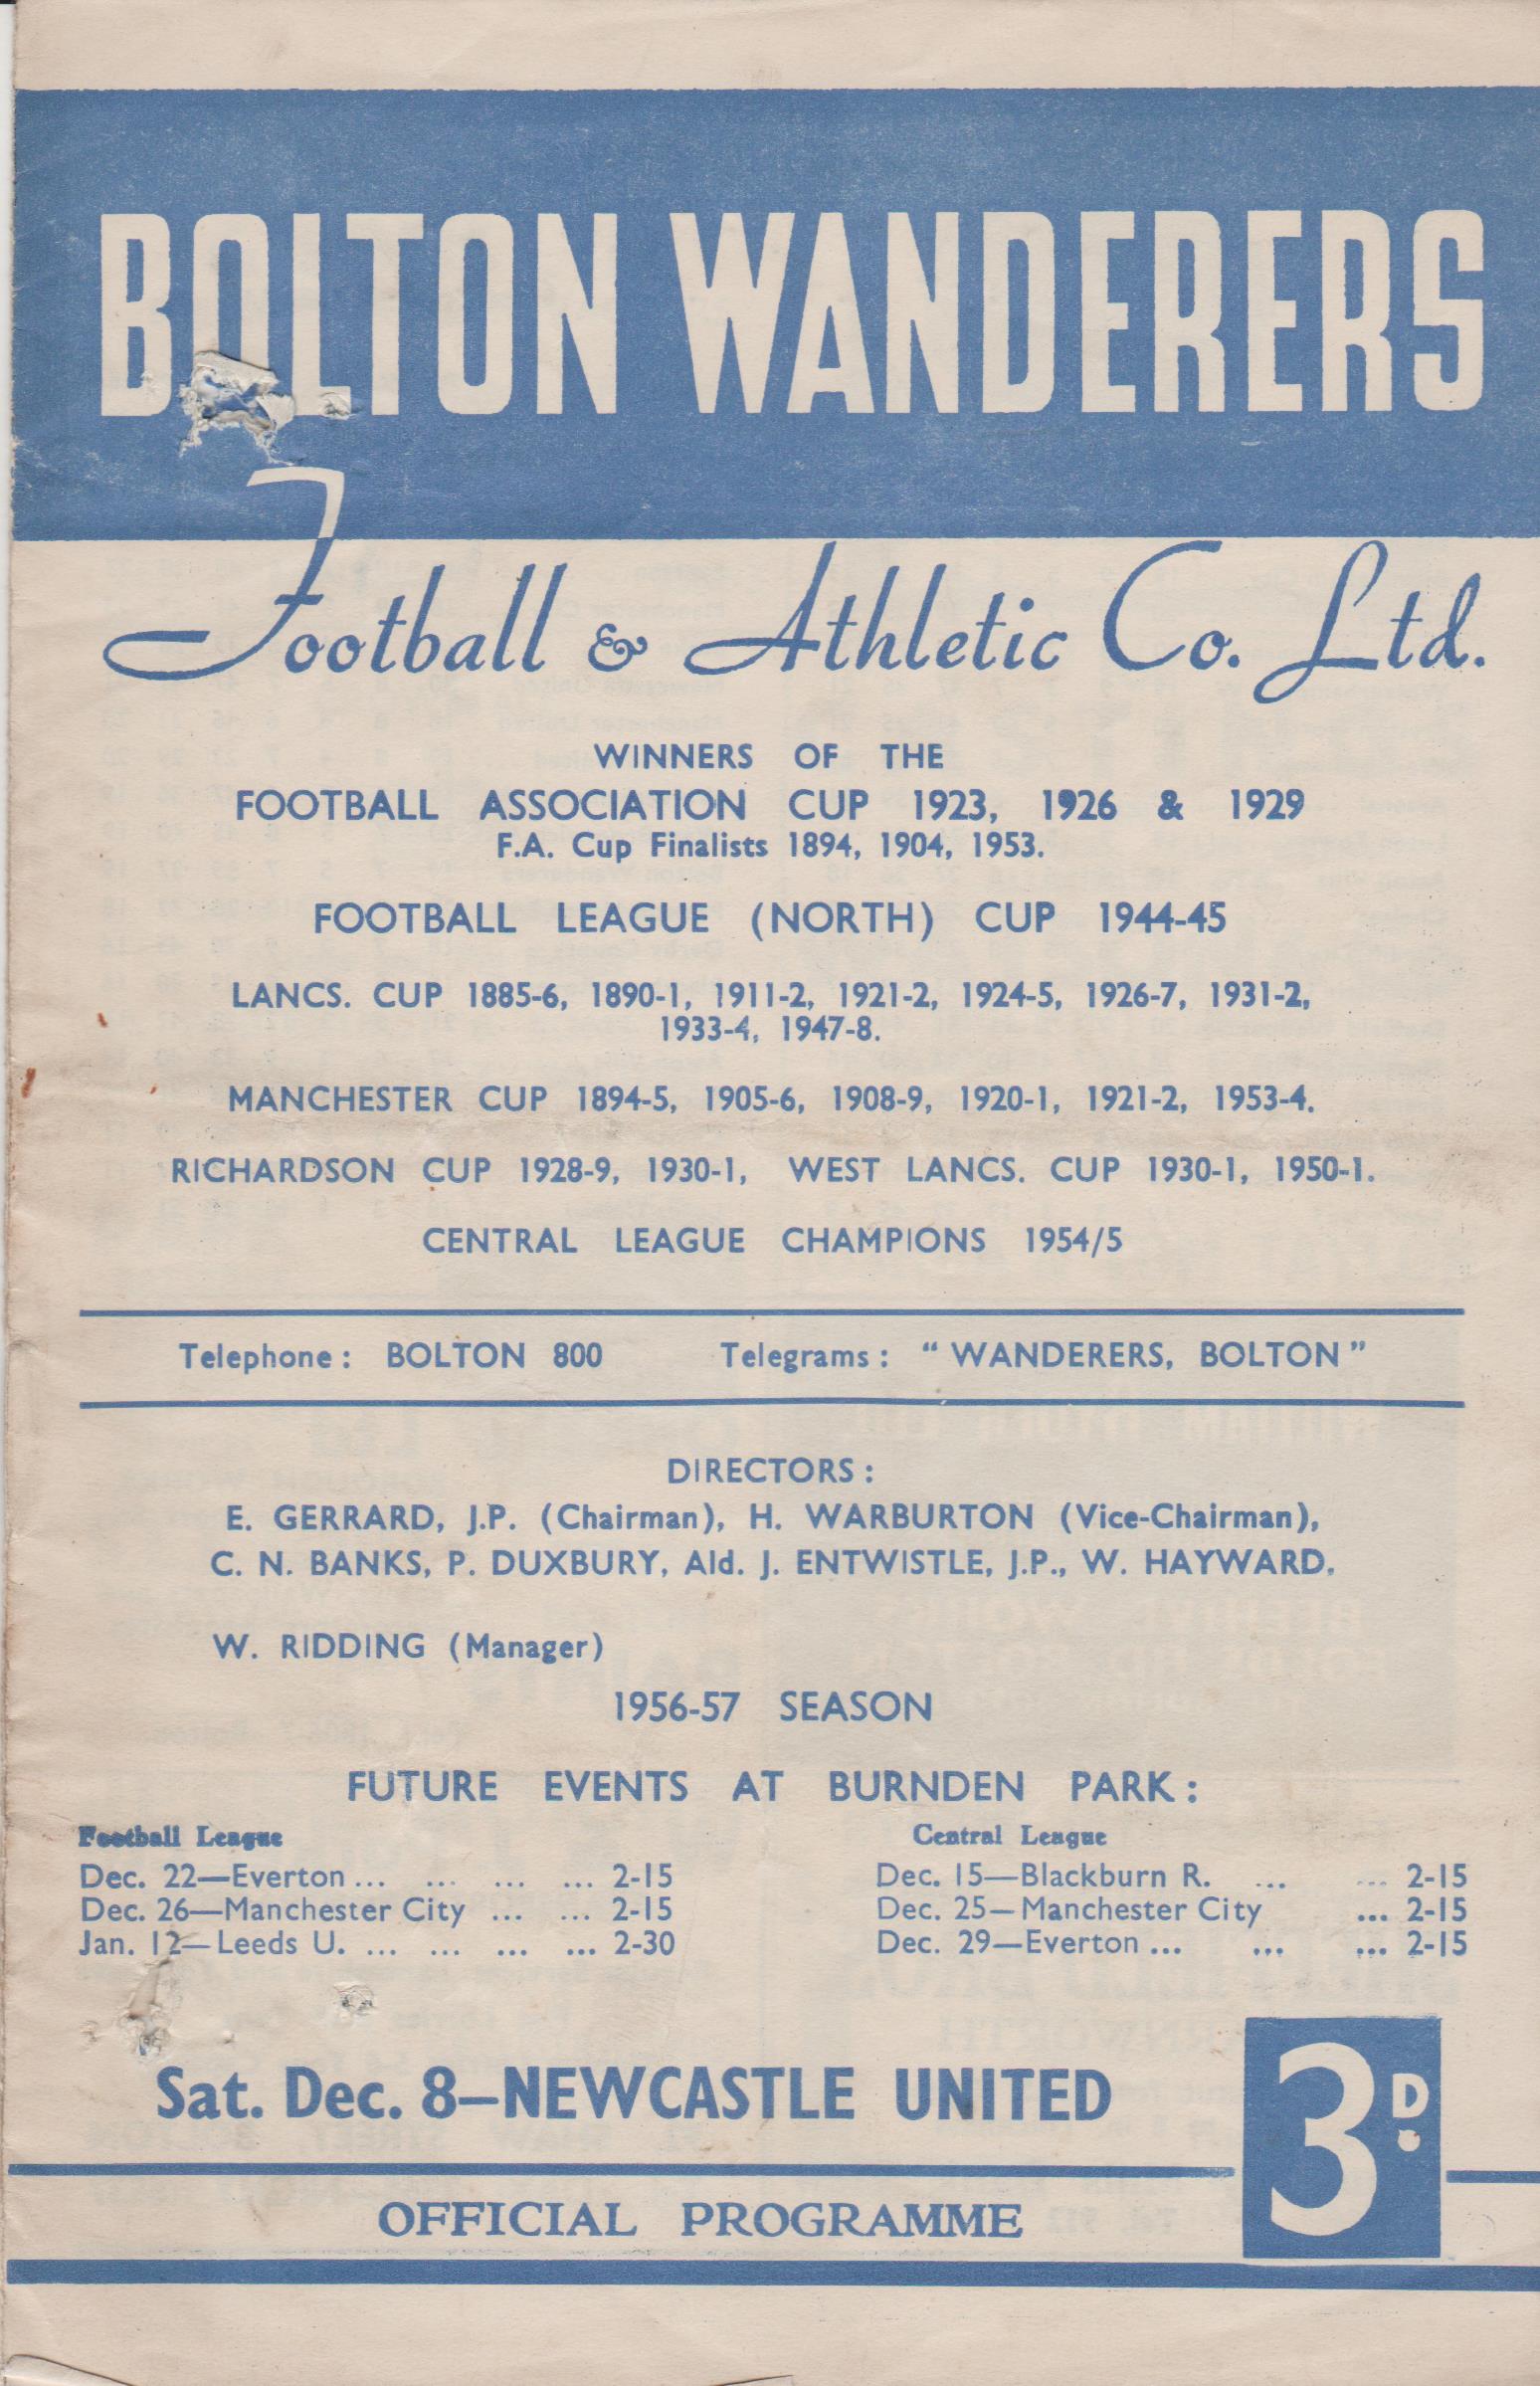 BOLTON WANDERERS
Football & Athletic Co. Ltd.
WINNERS OF THE
FOOTBALL ASSOCIATION CUP 1923, 1926 & 1929
F.A. Cup Finalists 1894, 1904, 1953.
FOOTBALL LEAGUE (NORTH) CUP 1944-45
LANCS. CUP 1885-6, 1890-1, 1911-2, 1921-2, 1924-5, 1926-7, 1931-2,
1933-4, 1947-8.
MANCHESTER CUP 1894-5, 1905-6, 1908-9, 1920-1, 1921-2, 1953-4.
RICHARDSON CUP 1928-9, 1930-1, WEST LANCS. CUP 1930-1, 1950-1.
CENTRAL LEAGUE CHAMPIONS 1954/5
Telephone: BOLTON 800 Telegrams: "WANDERERS, BOLTON"
DIRECTORS:
E. GERRARD, J.P. (Chairman), H. WARBURTON (Vice-Chairman),
C. N. BANKS, P. DUXBURY, Ald. J. ENTWISTLE, J.P., W. HAYWARD.
W. RIDDING (Manager)
1956-57 SEASON
FUTURE EVENTS AT BURNDEN PARK:
Football League
Dec. 22—Everton ... ... ... ... 2-15
Dec. 26—Manchester City ... ... 2-15
Jan. 12—Leeds U. ... ... ... ... 2-30
Central League
Dec. 15—Blackburn R. ... ... 2-15
Dec. 25—Manchester City ... 2-15
Dec. 29—Everton ... ... ... 2-15
Sat. Dec. 8—NEWCASTLE UNITED
3D.
OFFICIAL PROGRAMME